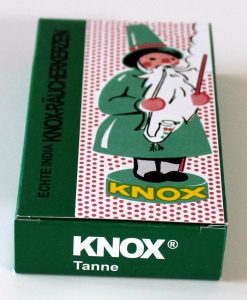 ECHTE INDIA
KNOX-RÄUCHERKERZEN
KNOX
KNOX®
Tanne